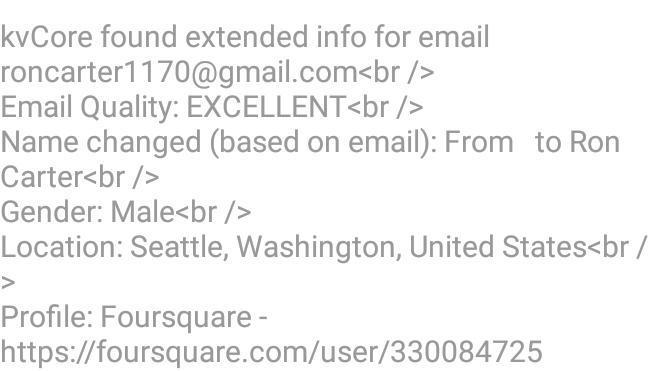 kvCore found extended info for email
roncarter1170@gmail.com<br />
Email Quality: EXCELLENT<br />
Name changed (based on email): From   to Ron
Carter<br />
Gender: Male<br />
Location: Seattle, Washington, United States<br /
>
Profile: Foursquare -
https://foursquare.com/user/330084725